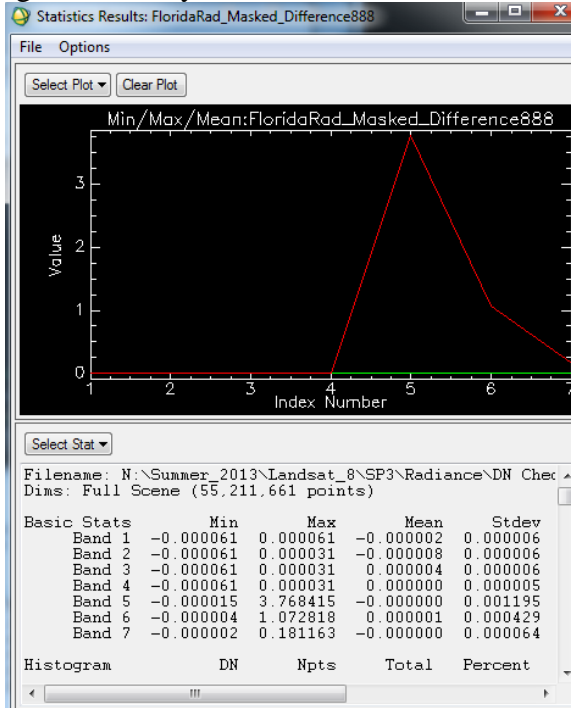 Statistics Results: FloridaRad_Masked_Difference888
File Options
Select Plot Clear Plot
Min/Max/Mean:FloridaRad_Masked_Difference888
3
2
1
0
Value
1 2 3 4 5 6 7
Index Number
Select Stat
Filename: N:\Summer_2013\Landsat_8\SP3\Radiance\DN Chec
Dims: Full Scene (55,211,661 points)
Basic Stats Min Max Mean Stdev
Band 1 -0.000061 0.000061 -0.000002 0.000006
Band 2 -0.000061 0.000031 -0.000008 0.000006
Band 3 -0.000061 0.000031 0.000004 0.000006
Band 4 -0.000061 0.000031 0.000000 0.000005
Band 5 -0.000015 3.768415 -0.000000 0.001195
Band 6 -0.000004 1.072818 0.000001 0.000429
Band 7 -0.000002 0.181163 -0.000000 0.000064
Histogram DN Npts Total Percent